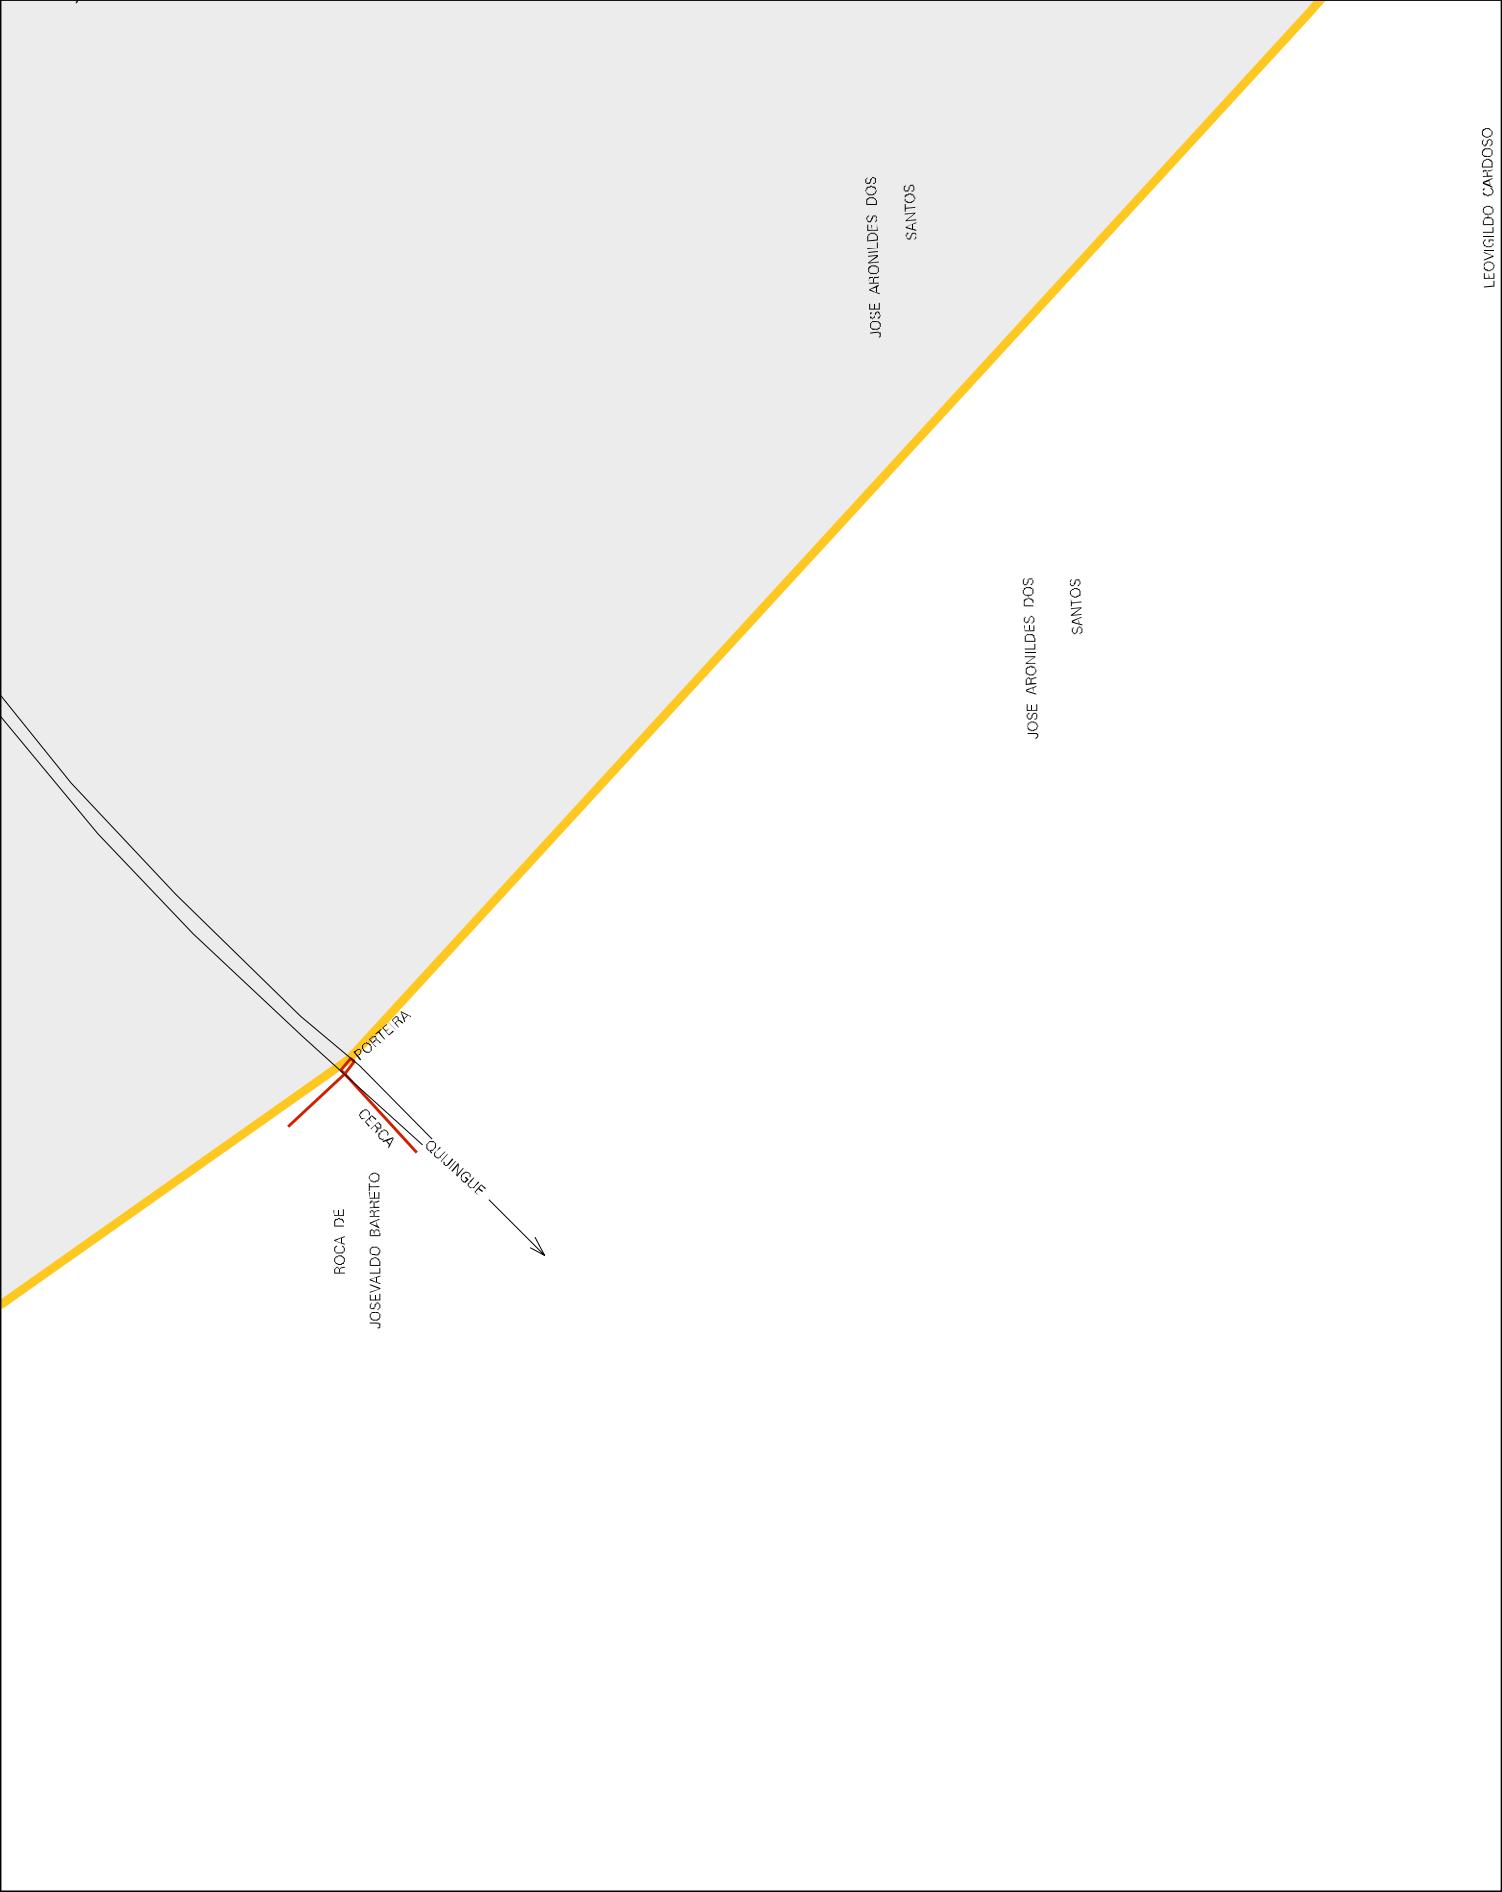 LEOVIGILDO CARDOSO
JOSE ARONILDES DOS
SANTOS
JOSE ARONILDES DOS
SANTOS
PORTEIRA
CERCA
QUIJINGUE
ROCA DE
JOSEVALDO BARRETO